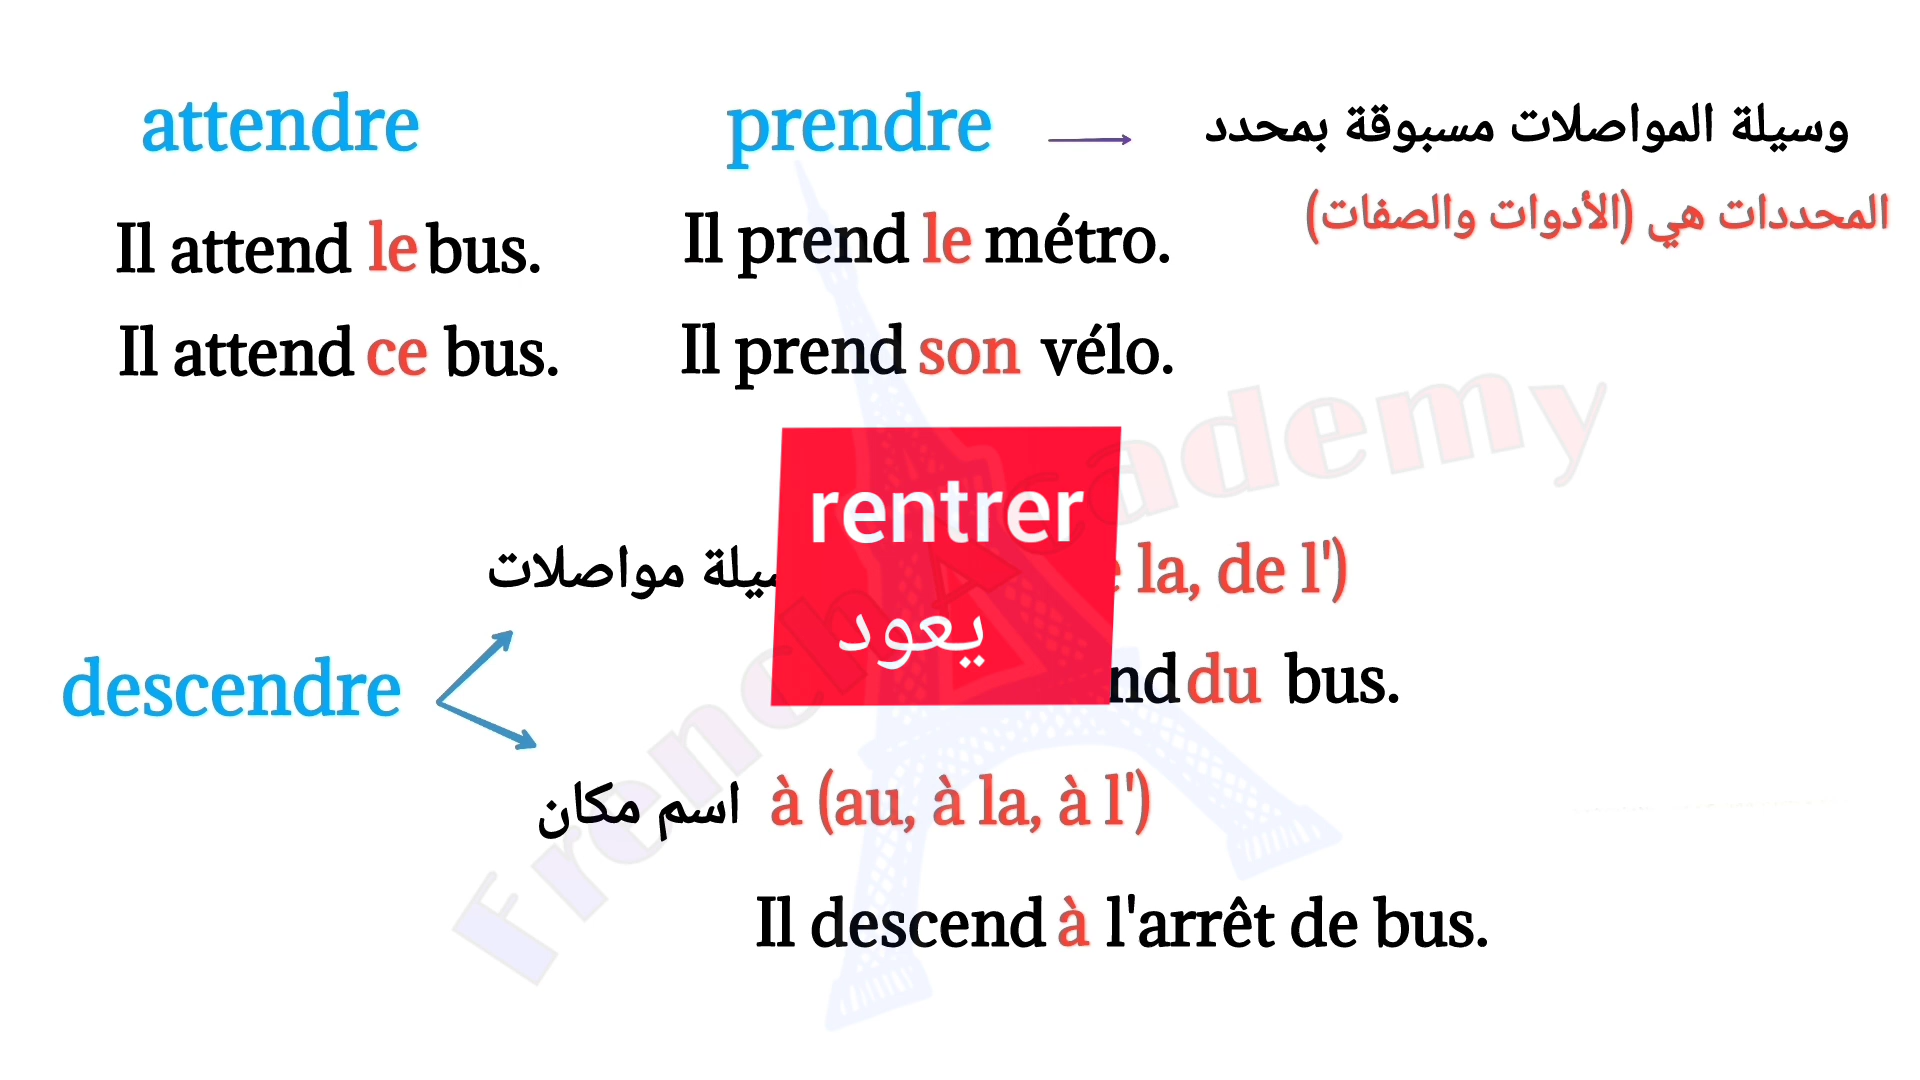 attendre
prendre
وسيلة المواصلات مسبوقة بمحدد
المحددات هي (الأدوات والصفات)
Il attend le bus.
Il prend le métro.
Il attend ce bus.
Il prend son vélo.
rentrer
يعود
مواصلات
la, de l')
du bus.
descendre
اسم مكان
à (au, à la, à l')
Il descend à l'arrêt de bus.
French Academy